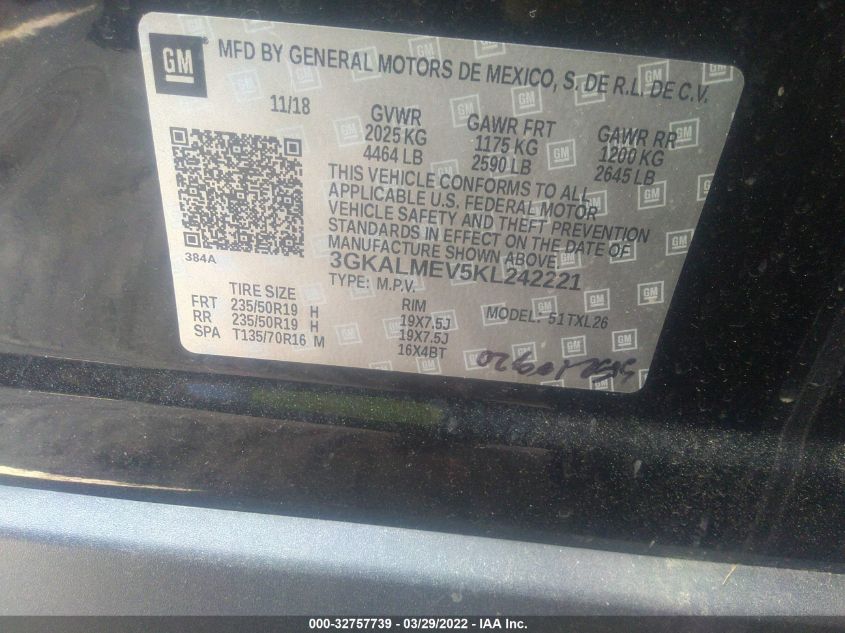 GM
MFD BY GENERAL MOTORS DE MEXICO, S. DE R.L. DE C.V.
11/18 GVWR GAWR FRT GAWR RR
2025 KG 1175 KG 1200 KG
4464 LB 2590 LB 2645 LB
THIS VEHICLE CONFORMS TO ALL
APPLICABLE U.S. FEDERAL MOTOR
VEHICLE SAFETY AND THEFT PREVENTION
STANDARDS IN EFFECT ON THE DATE OF
MANUFACTURE SHOWN ABOVE.
384A
3GKALMEV5KL242221
TYPE: M.P.V.
MODEL: 51TXL26
TIRE SIZE RIM
FRT 235/50R19 H 19X7.5J
RR 235/50R19 H 19X7.5J
SPA T135/70R16 M 16X4BT
000-32757739 - 03/29/2022 - IAA Inc.